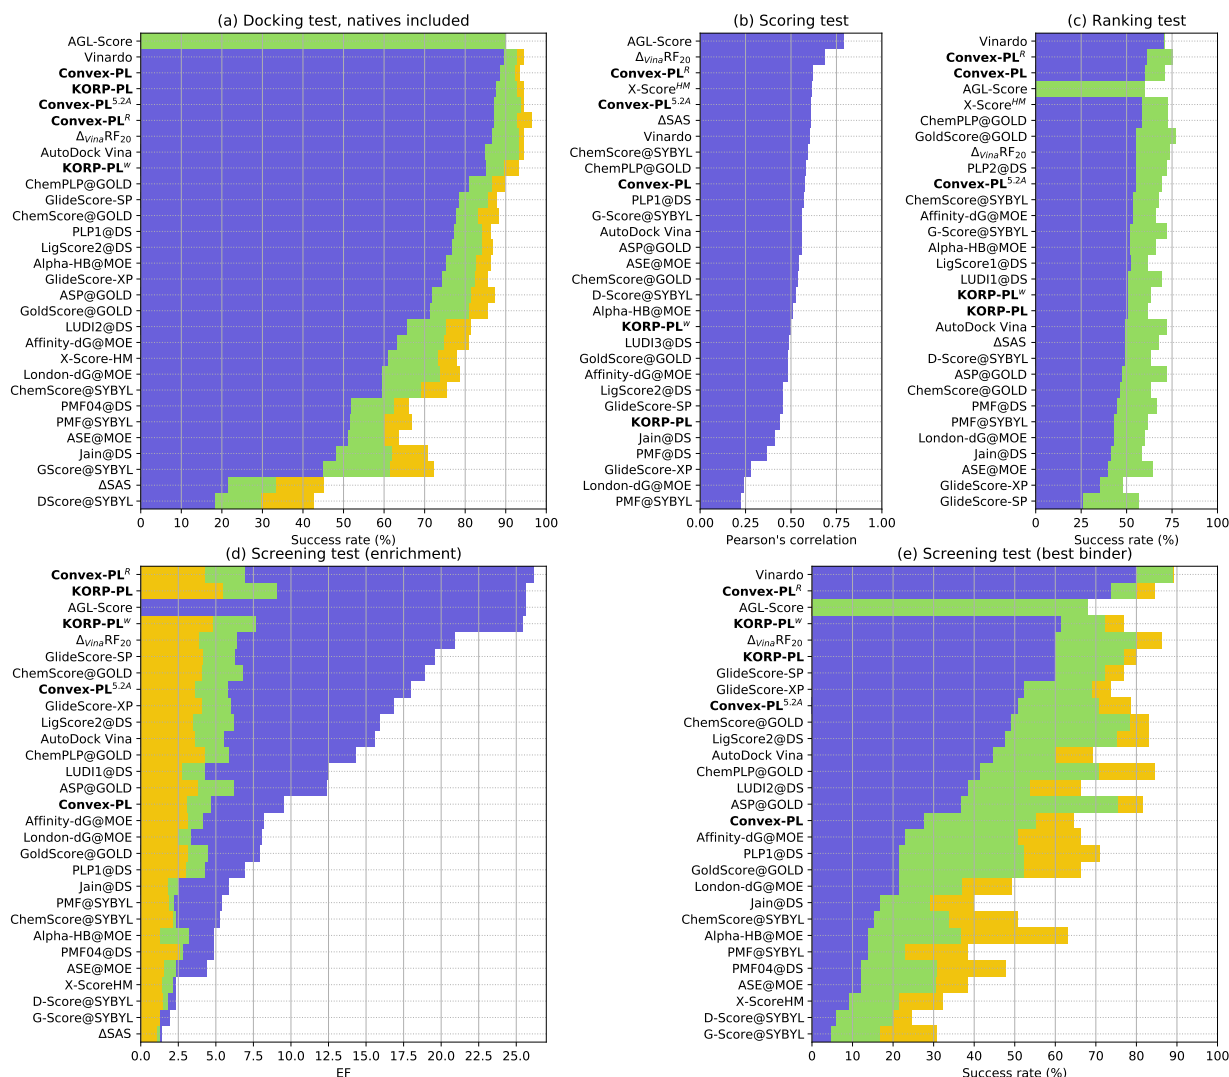 (a) Docking test, natives included
AGL-Score
Vinardo
Convex-PL
KORP-PL
Convex-PL^5.2A
Convex-PL^R
Δ_VinaRF_20
AutoDock Vina
KORP-PL^w
ChemPLP@GOLD
GlideScore-SP
ChemScore@GOLD
PLP1@DS
LigScore2@DS
Alpha-HB@MOE
GlideScore-XP
ASP@GOLD
GoldScore@GOLD
LUDI2@DS
Affinity-dG@MOE
X-Score-HM
London-dG@MOE
ChemScore@SYBYL
PMF04@DS
PMF@SYBYL
ASE@MOE
Jain@DS
GScore@SYBYL
ΔSAS
DScore@SYBYL
0 10 20 30 40 50 60 70 80 90 100
Success rate (%)
(b) Scoring test
AGL-Score
Δ_VinaRF_20
Convex-PL^R
X-Score^HM
Convex-PL^5.2A
ΔSAS
Vinardo
ChemScore@SYBYL
ChemPLP@GOLD
Convex-PL
PLP1@DS
G-Score@SYBYL
AutoDock Vina
ASP@GOLD
ASE@MOE
ChemScore@GOLD
D-Score@SYBYL
Alpha-HB@MOE
KORP-PL^w
LUDI3@DS
GoldScore@GOLD
Affinity-dG@MOE
LigScore2@DS
GlideScore-SP
KORP-PL
Jain@DS
PMF@DS
GlideScore-XP
London-dG@MOE
PMF@SYBYL
0.00 0.25 0.50 0.75 1.00
Pearson's correlation
(c) Ranking test
Vinardo
Convex-PL^R
Convex-PL
AGL-Score
X-Score^HM
ChemPLP@GOLD
GoldScore@GOLD
Δ_VinaRF_20
PLP2@DS
Convex-PL^5.2A
ChemScore@SYBYL
Affinity-dG@MOE
G-Score@SYBYL
Alpha-HB@MOE
LigScore1@DS
LUDI1@DS
KORP-PL^w
KORP-PL
AutoDock Vina
ΔSAS
D-Score@SYBYL
ASP@GOLD
ChemScore@GOLD
PMF@DS
PMF@SYBYL
London-dG@MOE
Jain@DS
ASE@MOE
GlideScore-XP
GlideScore-SP
0 25 50 75 100
Success rate (%)
(d) Screening test (enrichment)
Convex-PL^R
KORP-PL
AGL-Score
KORP-PL^w
Δ_VinaRF_20
GlideScore-SP
ChemScore@GOLD
Convex-PL^5.2A
GlideScore-XP
LigScore2@DS
AutoDock Vina
ChemPLP@GOLD
LUDI1@DS
ASP@GOLD
Convex-PL
Affinity-dG@MOE
London-dG@MOE
GoldScore@GOLD
PLP1@DS
Jain@DS
PMF@SYBYL
ChemScore@SYBYL
Alpha-HB@MOE
PMF04@DS
ASE@MOE
X-ScoreHM
D-Score@SYBYL
G-Score@SYBYL
ΔSAS
0.0 2.5 5.0 7.5 10.0 12.5 15.0 17.5 20.0 22.5 25.0
EF
(e) Screening test (best binder)
Vinardo
Convex-PL^R
AGL-Score
KORP-PL^w
Δ_VinaRF_20
KORP-PL
GlideScore-SP
GlideScore-XP
Convex-PL^5.2A
ChemScore@GOLD
LigScore2@DS
AutoDock Vina
ChemPLP@GOLD
LUDI2@DS
ASP@GOLD
Convex-PL
Affinity-dG@MOE
PLP1@DS
GoldScore@GOLD
London-dG@MOE
Jain@DS
ChemScore@SYBYL
Alpha-HB@MOE
PMF@SYBYL
PMF04@DS
ASE@MOE
X-ScoreHM
D-Score@SYBYL
G-Score@SYBYL
0 10 20 30 40 50 60 70 80 90 100
Success rate (%)